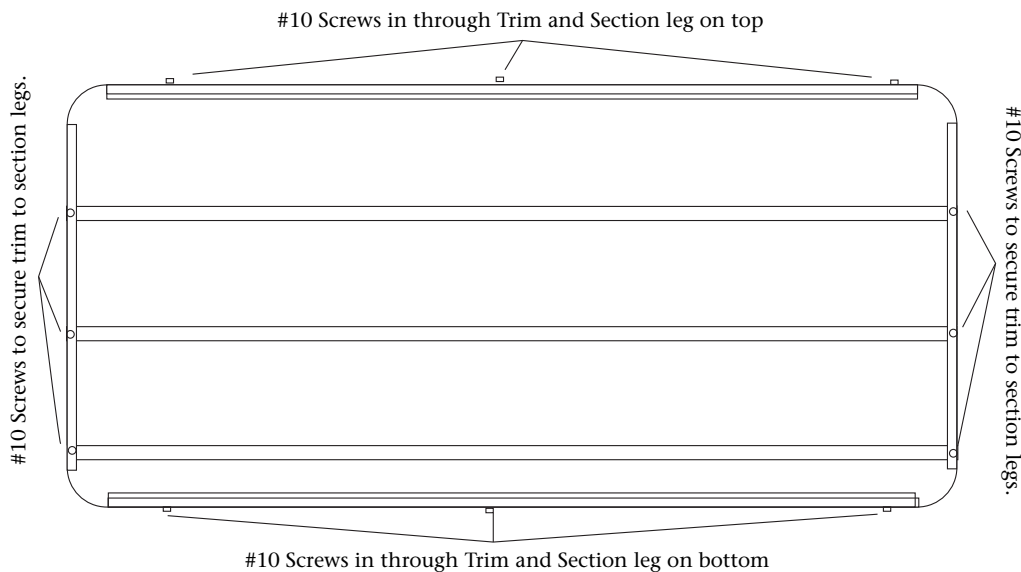 #10 Screws in through Trim and Section leg on top
#10 Screws to secure trim to section legs.
#10 Screws to secure trim to section legs.
#10 Screws in through Trim and Section leg on bottom